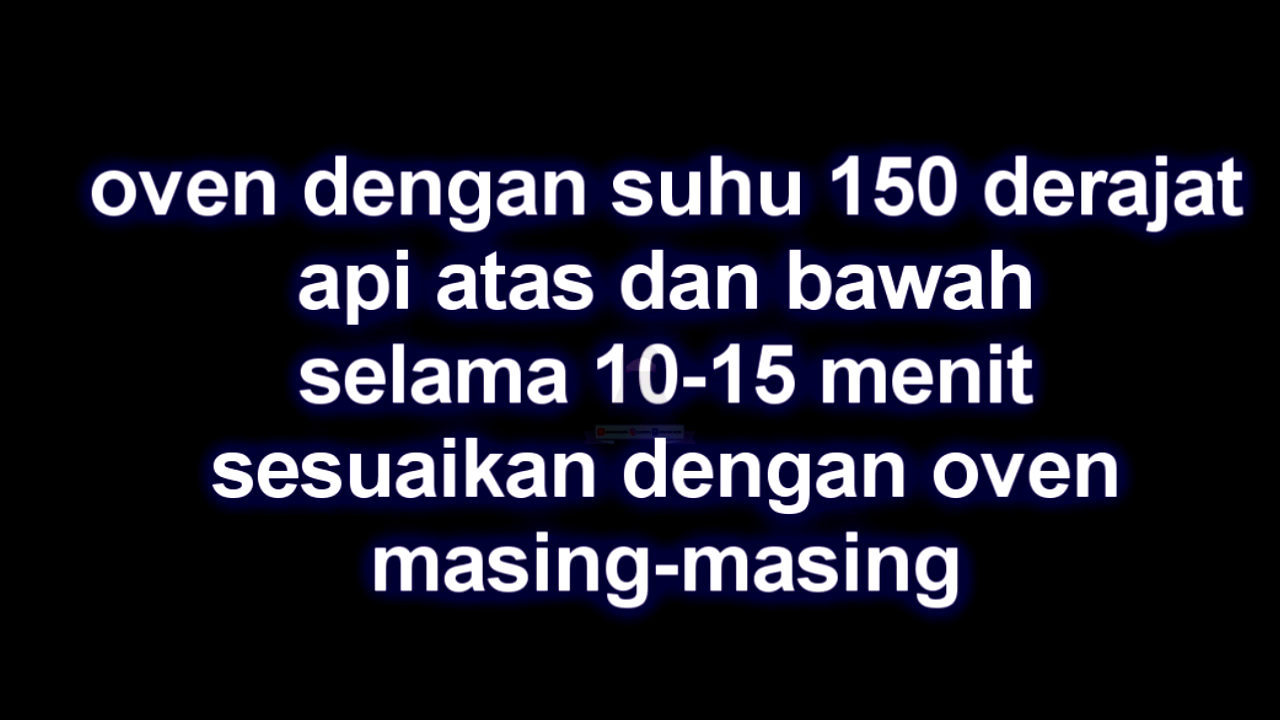 oven dengan suhu 150 derajat
api atas dan bawah
selama 10-15 menit
sesuaikan dengan oven
masing-masing